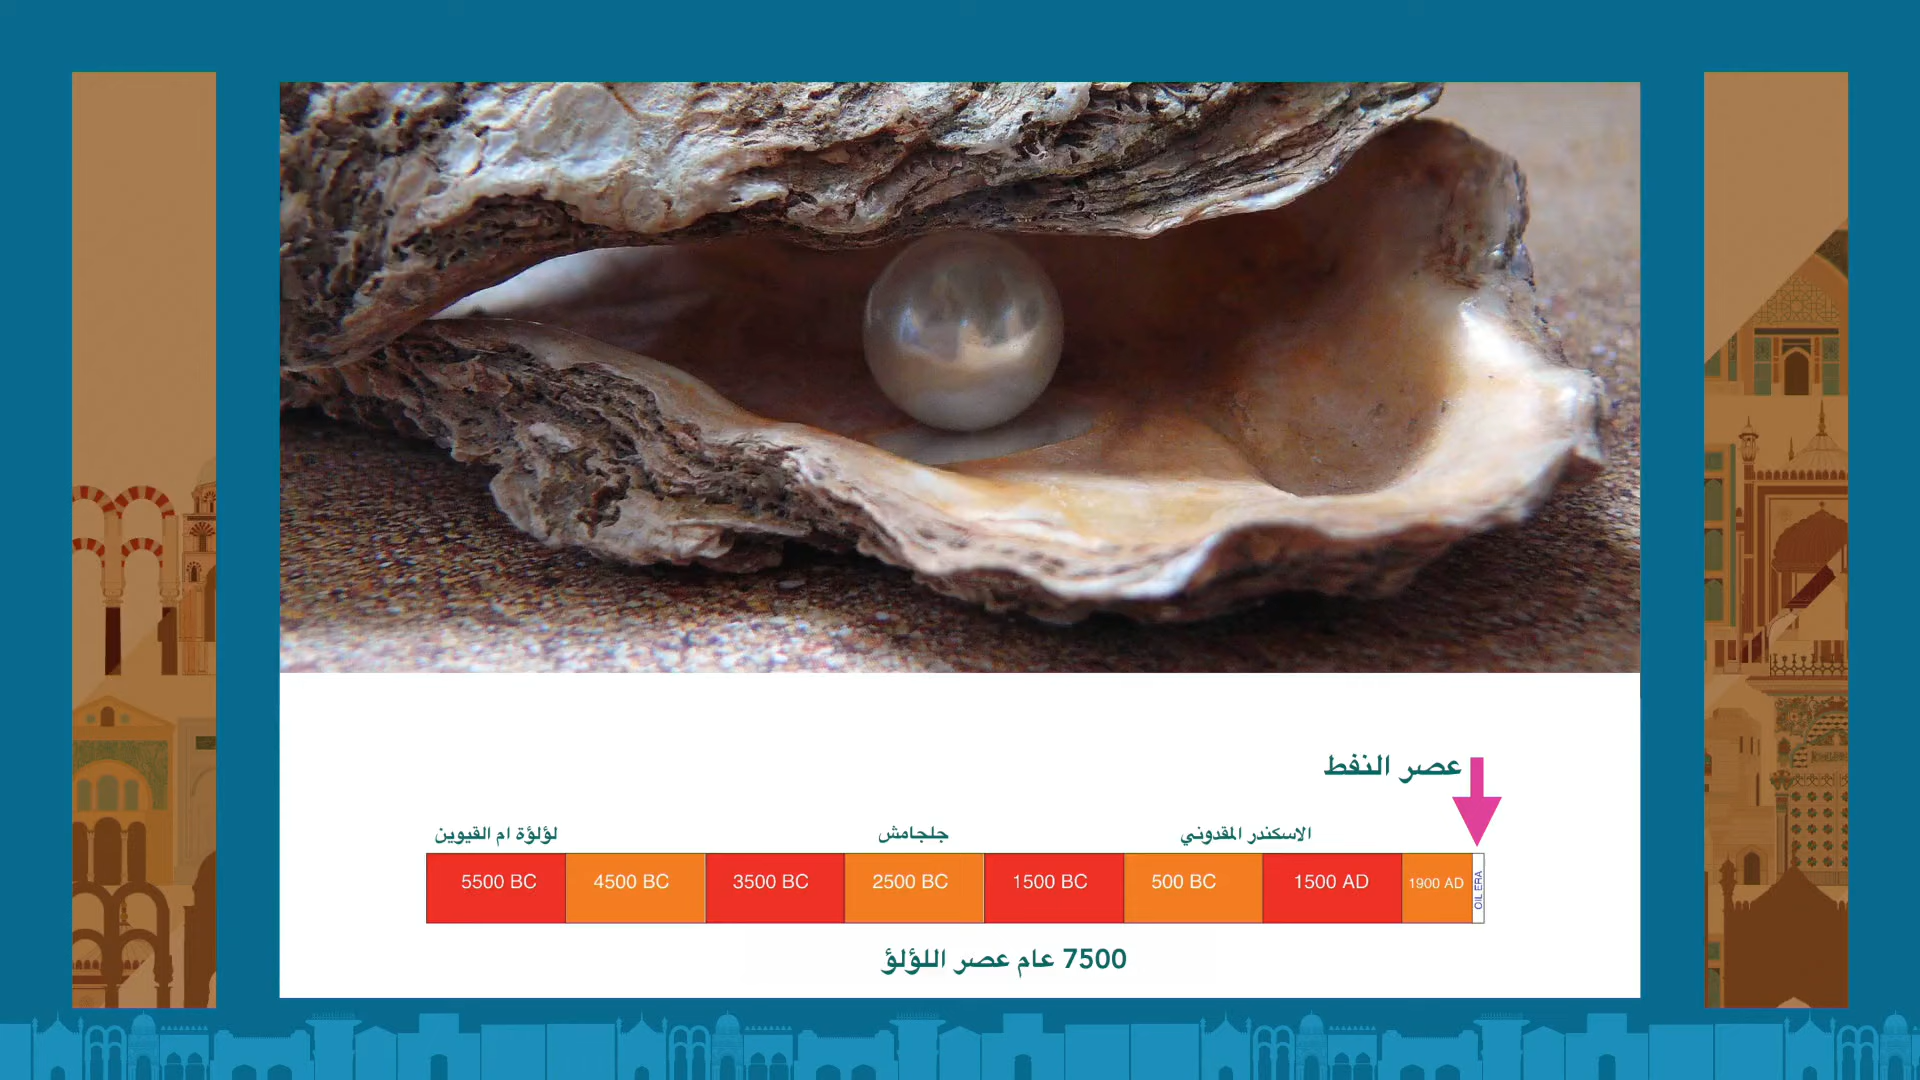 عصر النفط
لؤلؤة ام القيوين
جلجامش
الاسكندر المقدوني
5500 BC
4500 BC
3500 BC
2500 BC
1500 BC
500 BC
1500 AD
1900 AD
OIL ERA
7500 عام عصر اللؤلؤ